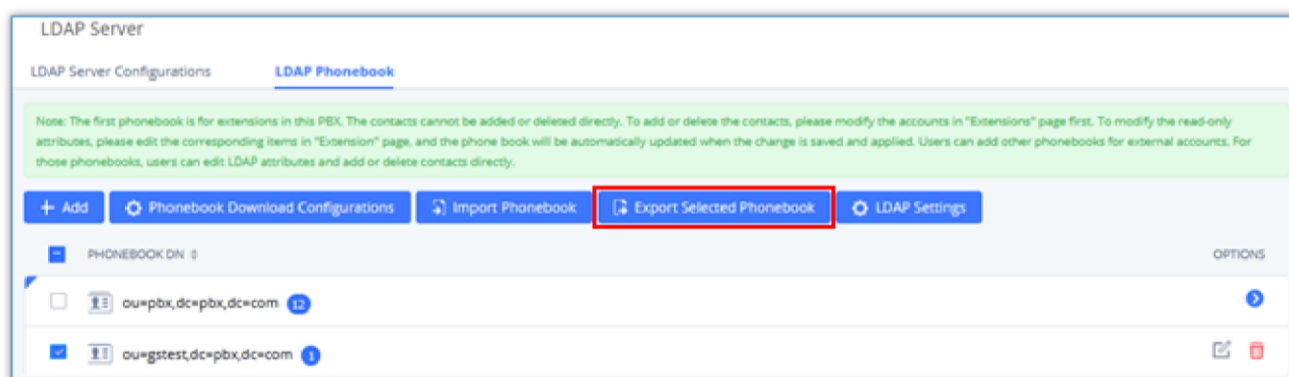 LDAP Server
LDAP Server Configurations LDAP Phonebook
Note: The first phonebook is for extensions in this PBX. The contacts cannot be added or deleted directly. To add or delete the contacts, please modify the accounts in "Extensions" page first. To modify the read-only
attributes, please edit the corresponding items in "Extension" page, and the phone book will be automatically updated when the change is saved and applied. Users can add other phonebooks for external accounts. For
those phonebooks, users can edit LDAP attributes and add or delete contacts directly.
+ Add Phonebook Download Configurations Import Phonebook Export Selected Phonebook LDAP Settings
PHONEBOOK DN OPTIONS
ou=pbx,dc=pbx,dc=com 12
ou=gstest,dc=pbx,dc=com 1